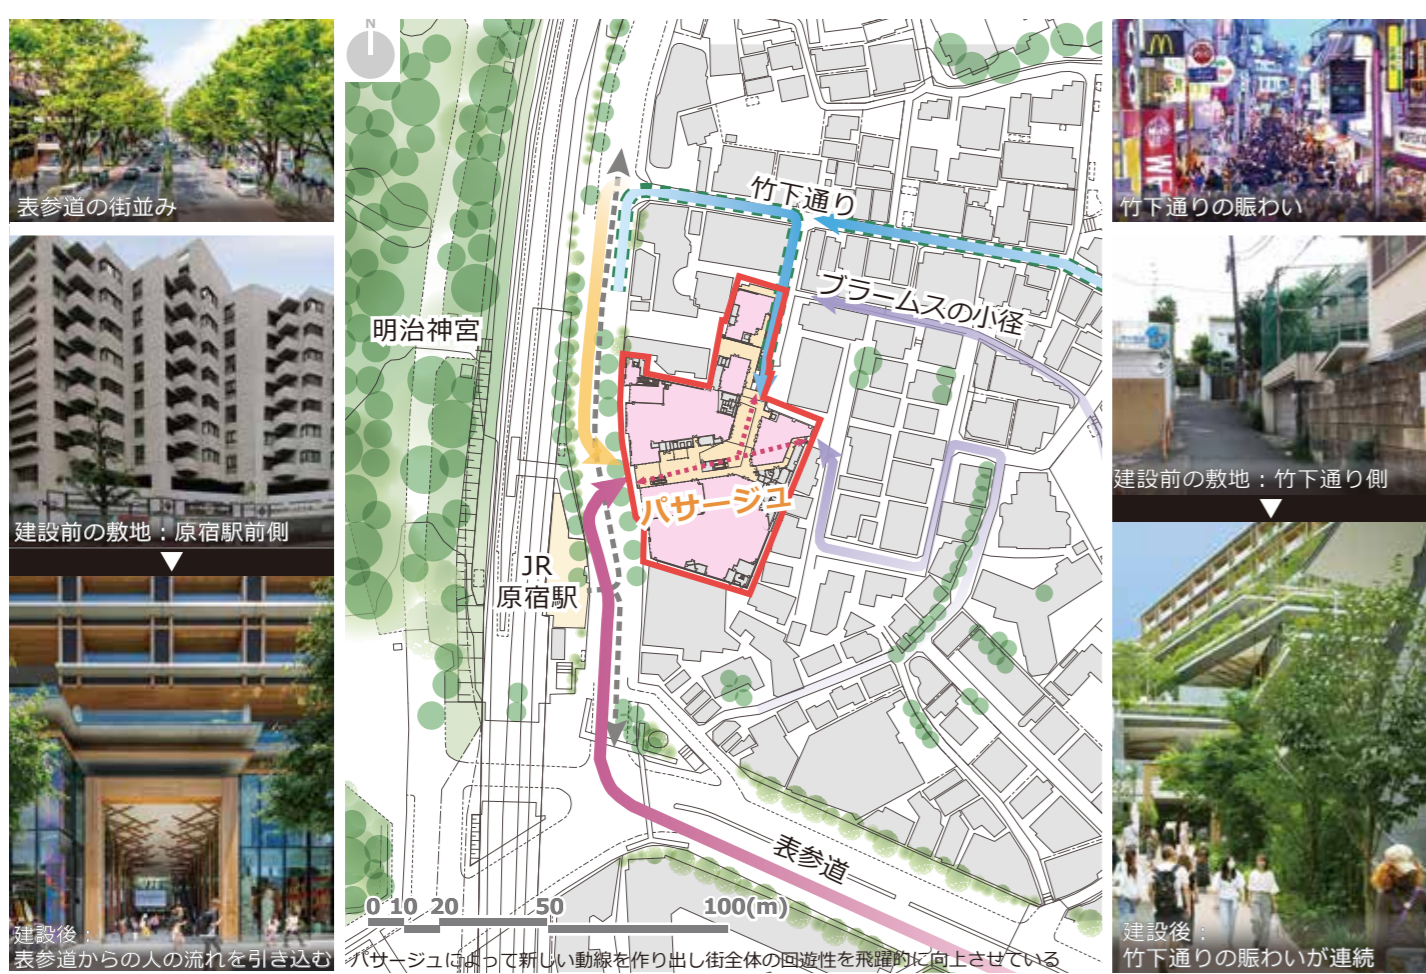 表参道の街並み
建設前の敷地：原宿駅前側
建設後：
表参道からの人の流れを引き込む
N
竹下通り
ブラームスの小径
明治神宮
パサージュ
JR
原宿駅
表参道
0 10 20 50 100(m)
パサージュによって新しい動線を作り出し街全体の回遊性を飛躍的に向上させている
竹下通りの賑わい
建設前の敷地：竹下通り側
建設後：
竹下通りの賑わいが連続